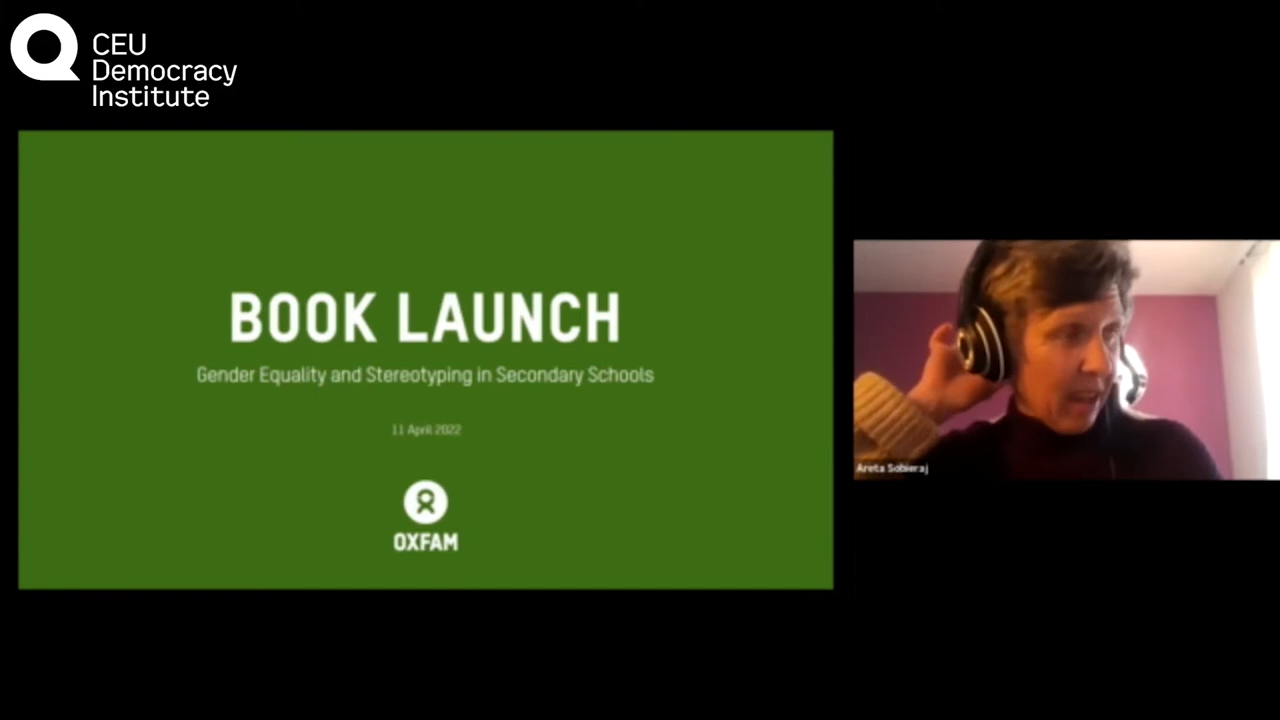 CEU
Democracy
Institute
BOOK LAUNCH
Gender Equality and Stereotyping in Secondary Schools
11 April 2022
OXFAM
Areta Sobieraj